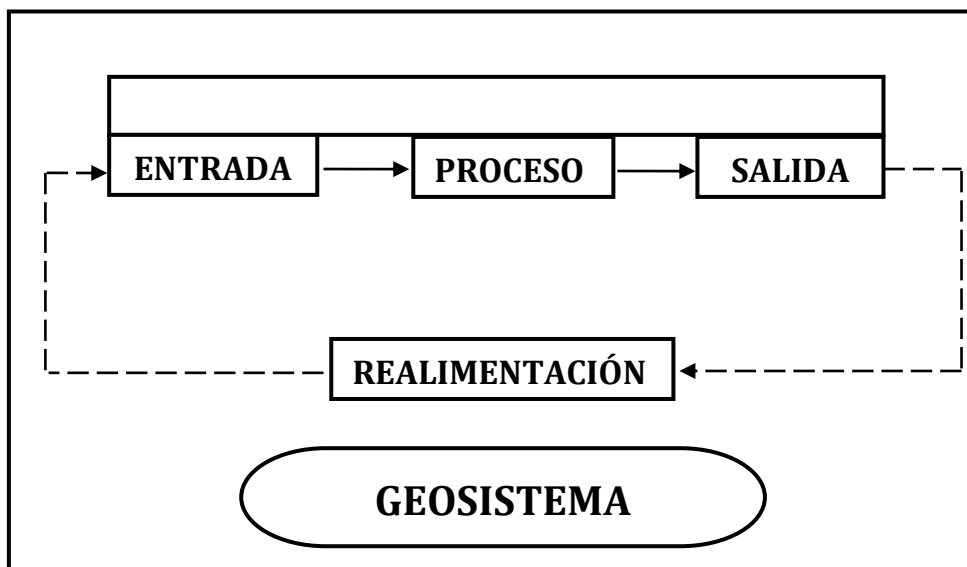 ENTRADA
PROCESO
SALIDA
REALIMENTACIÓN
GEOSISTEMA